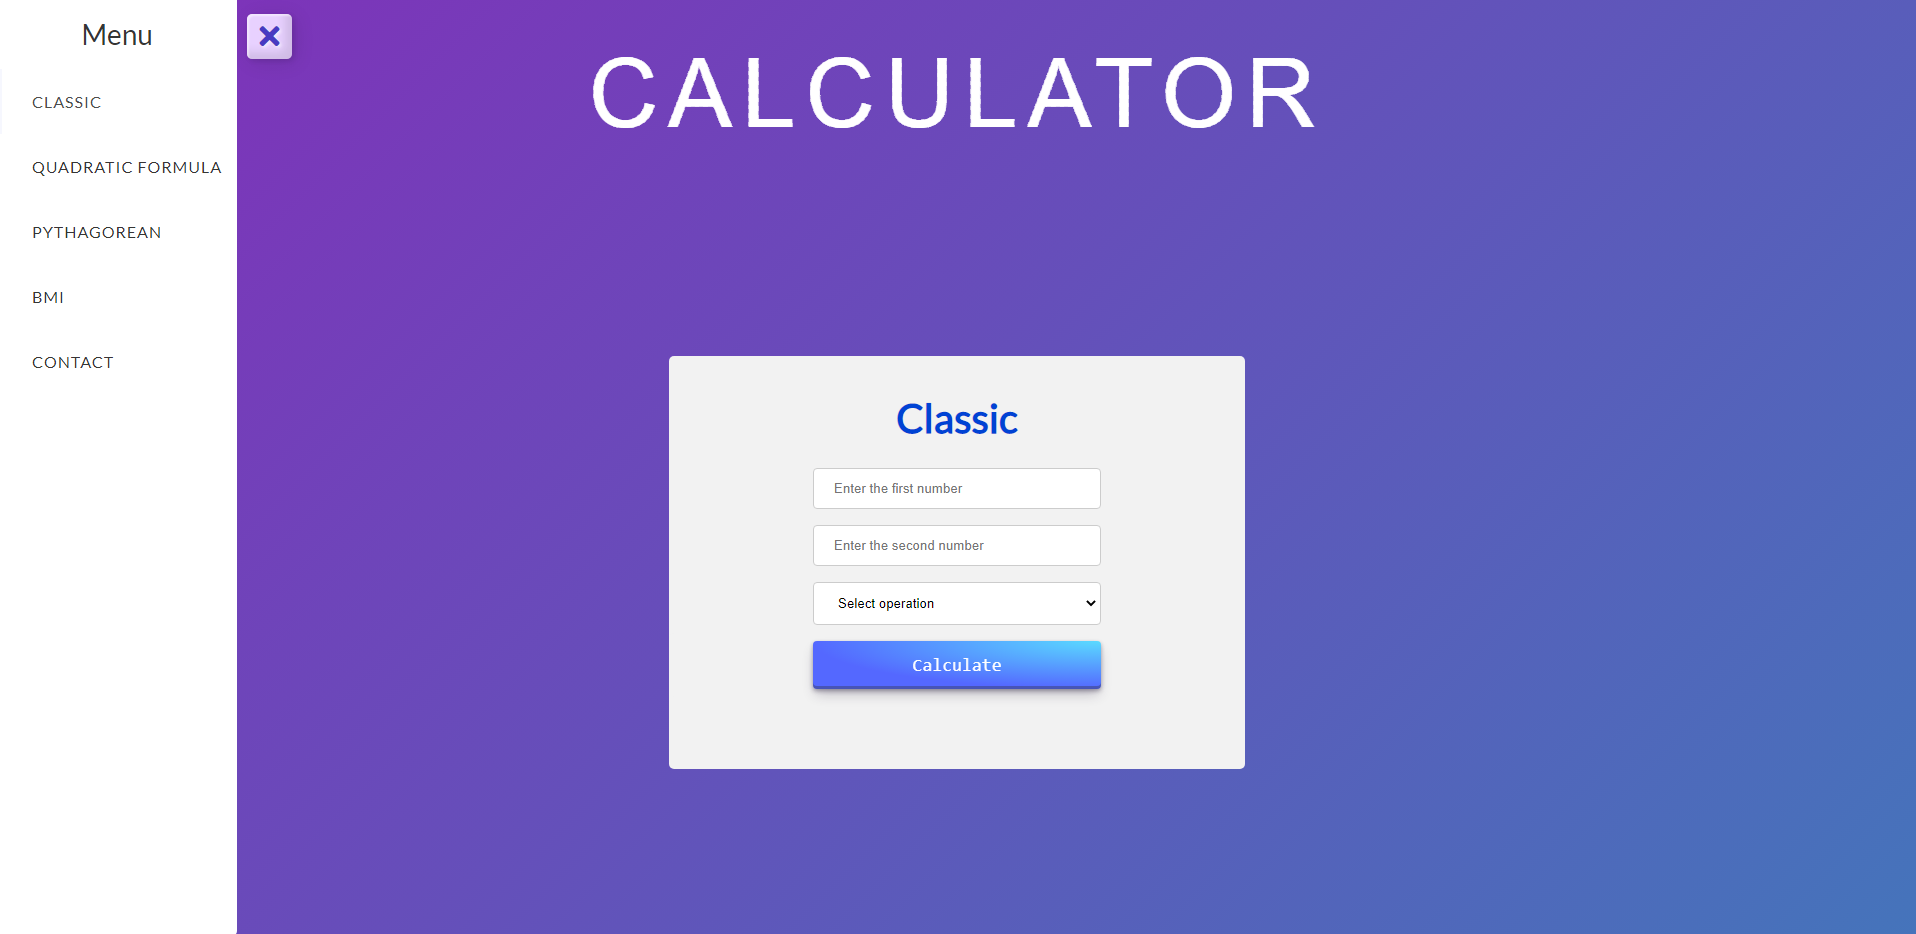 Menu
CLASSIC
QUADRATIC FORMULA
PYTHAGOREAN
BMI
CONTACT
CALCULATOR
Classic
Enter the first number
Enter the second number
Select operation
Calculate